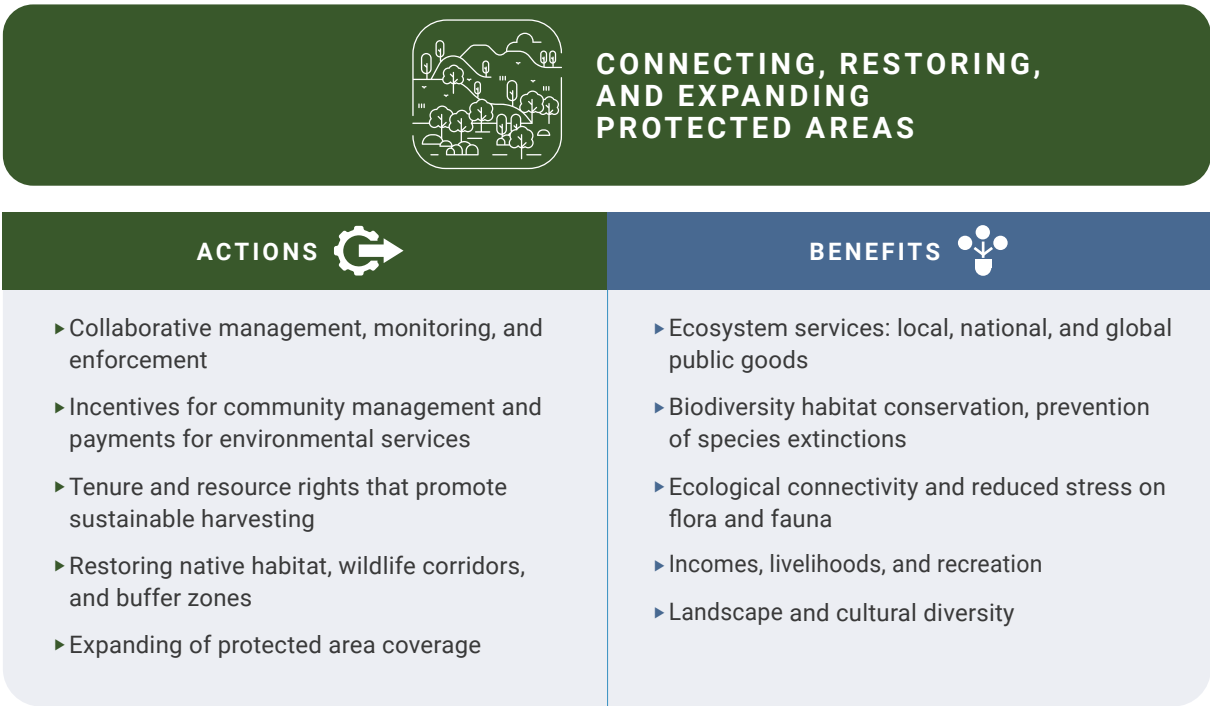 CONNECTING, RESTORING,
AND EXPANDING
PROTECTED AREAS
ACTIONS
Collaborative management, monitoring, and
enforcement
Incentives for community management and
payments for environmental services
Tenure and resource rights that promote
sustainable harvesting
Restoring native habitat, wildlife corridors,
and buffer zones
Expanding of protected area coverage
BENEFITS
Ecosystem services: local, national, and global
public goods
Biodiversity habitat conservation, prevention
of species extinctions
Ecological connectivity and reduced stress on
flora and fauna
Incomes, livelihoods, and recreation
Landscape and cultural diversity